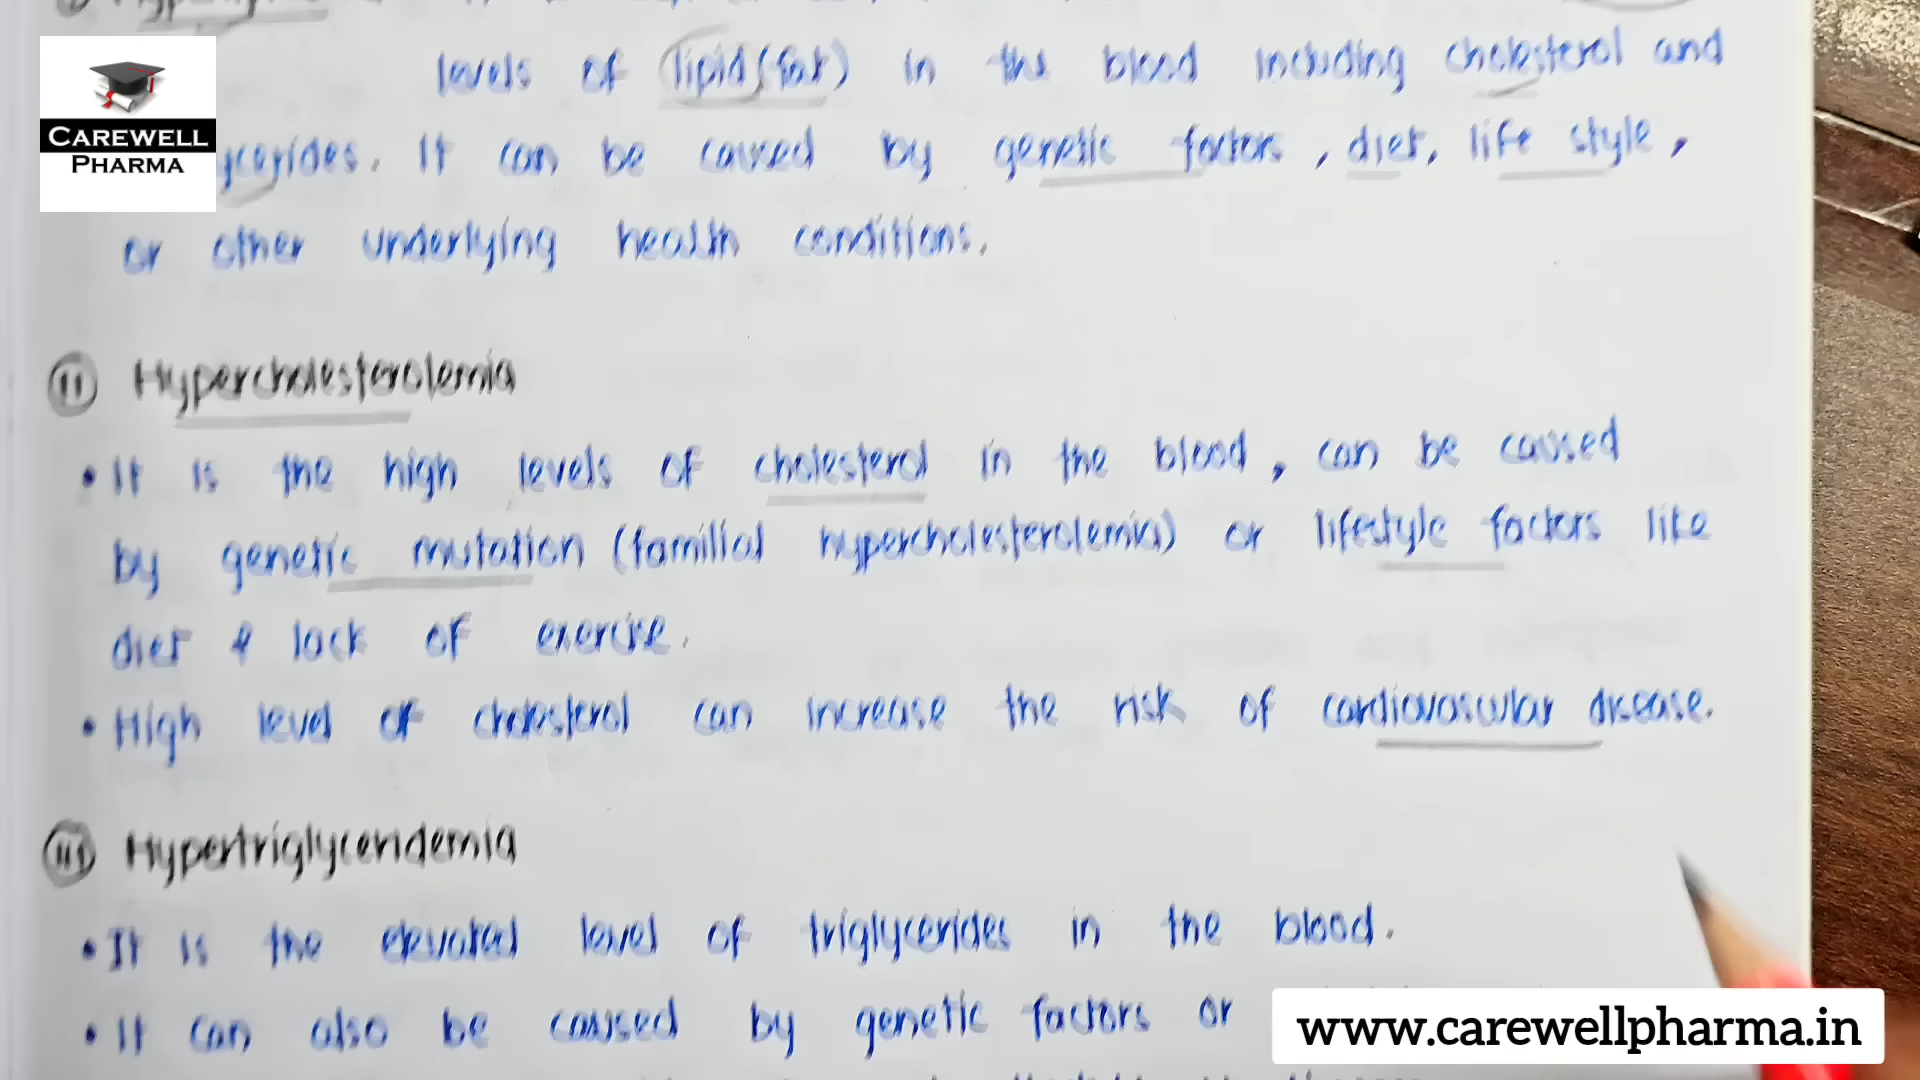 levels of lipid (fat) in the blood including cholesterol and
ycerides. It can be caused by genetic factors, diet, life style,
or other underlying health conditions.
CAREWELL
PHARMA
(ii) Hypercholesterolemia
• It is the high levels of cholesterol in the blood, can be caused
by genetic mutation (familial hypercholesterolemia) or lifestyle factors like
diet & lack of exercise.
• High level of cholesterol can increase the risk of cardiovascular disease.
(iii) Hypertriglyceridemia
• It is the elevated level of triglycerides in the blood.
• It can also be caused by genetic factors or
www.carewellpharma.in